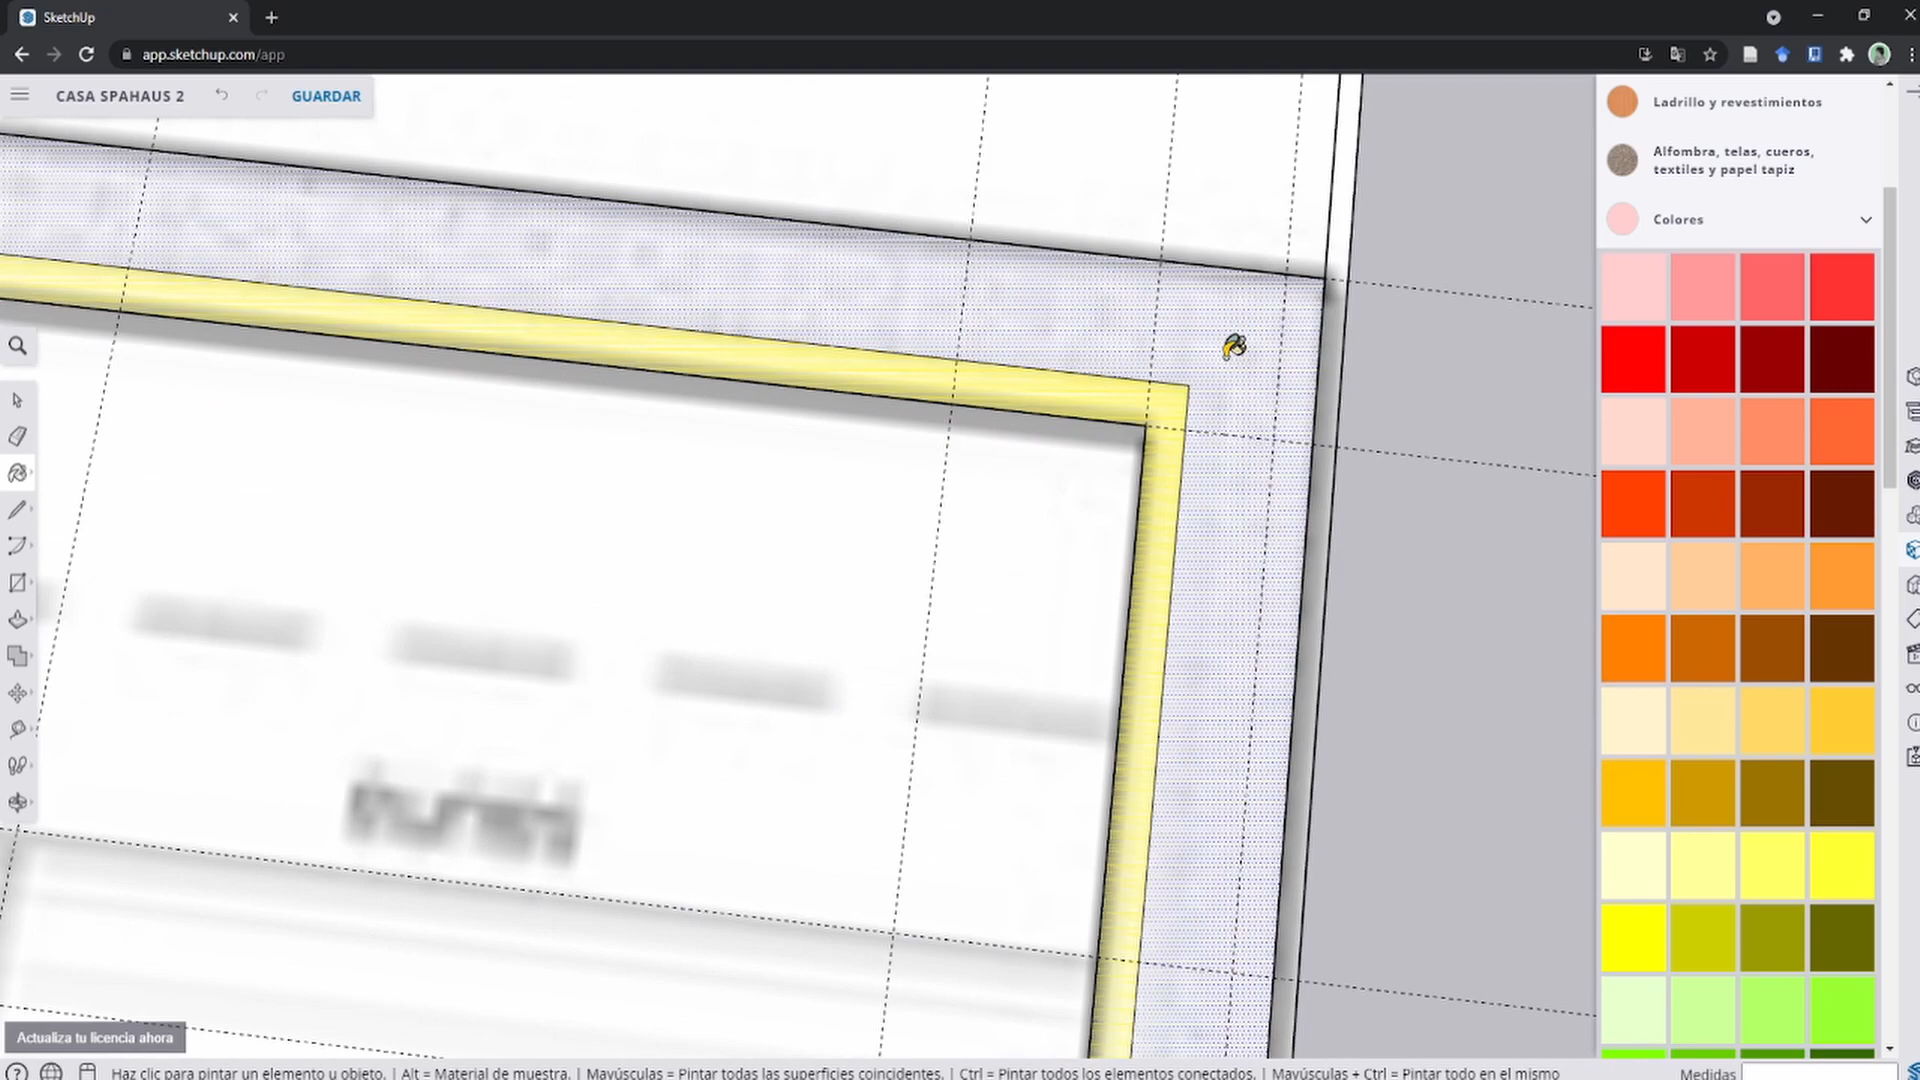 SketchUp
app.sketchup.com/app
CASA SPAHAUS 2
GUARDAR
Ladrillo y revestimientos
Alfombra, telas, cueros,
textiles y papel tapiz
Colores
Actualiza tu licencia ahora
Haz clic para pintar un elemento u objeto. | Alt = Material de muestra. | Mayúsculas = Pintar todas las superficies coincidentes. | Ctrl = Pintar todos los elementos conectados. | Mayúsculas + Ctrl = Pintar todo en el mismo
Medidas